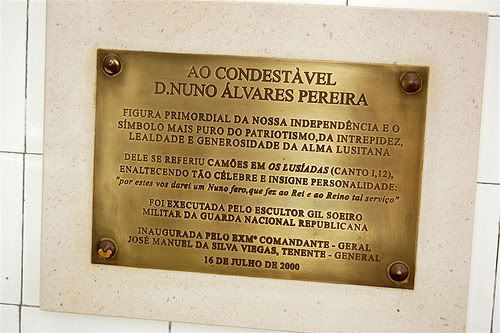 AO CONDESTÀVEL
D.NUNO ÁLVARES PEREIRA
FIGURA PRIMORDIAL DA NOSSA INDEPENDÊNCIA E O
SÍMBOLO MAIS PURO DO PATRIOTISMO,DA INTREPIDEZ,
LEALDADE E GENEROSIDADE DA ALMA LUSITANA
DELE SE REFERIU CAMÕES EM OS LUSÍADAS (CANTO I,12),
ENALTECENDO TÃO CÉLEBRE E INSIGNE PERSONALIDADE:
"por estes vos darei um Nuno fero,que fez ao Rei e ao Reino tal serviço"
FOI EXECUTADA PELO ESCULTOR GIL SOEIRO
MILITAR DA GUARDA NACIONAL REPUBLICANA
INAUGURADA PELO EXMº COMANDANTE - GERAL
JOSÉ MANUEL DA SILVA VIEGAS, TENENTE - GENERAL
16 DE JULHO DE 2000